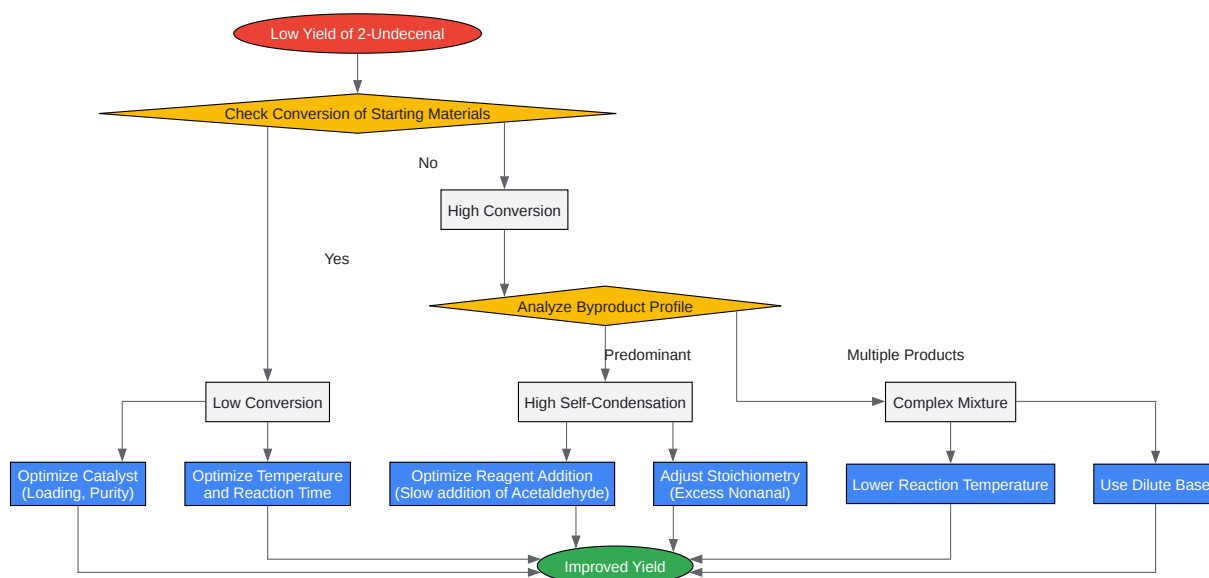 Low Yield of 2-Undecenal
Check Conversion of Starting Materials
No
High Conversion
Yes
Analyze Byproduct Profile
Predominant
Multiple Products
Low Conversion
High Self-Condensation
Complex Mixture
Optimize Catalyst
(Loading, Purity)
Optimize Temperature
and Reaction Time
Optimize Reagent Addition
(Slow addition of Acetaldehyde)
Adjust Stoichiometry
(Excess Nonanal)
Lower Reaction Temperature
Use Dilute Base
Improved Yield